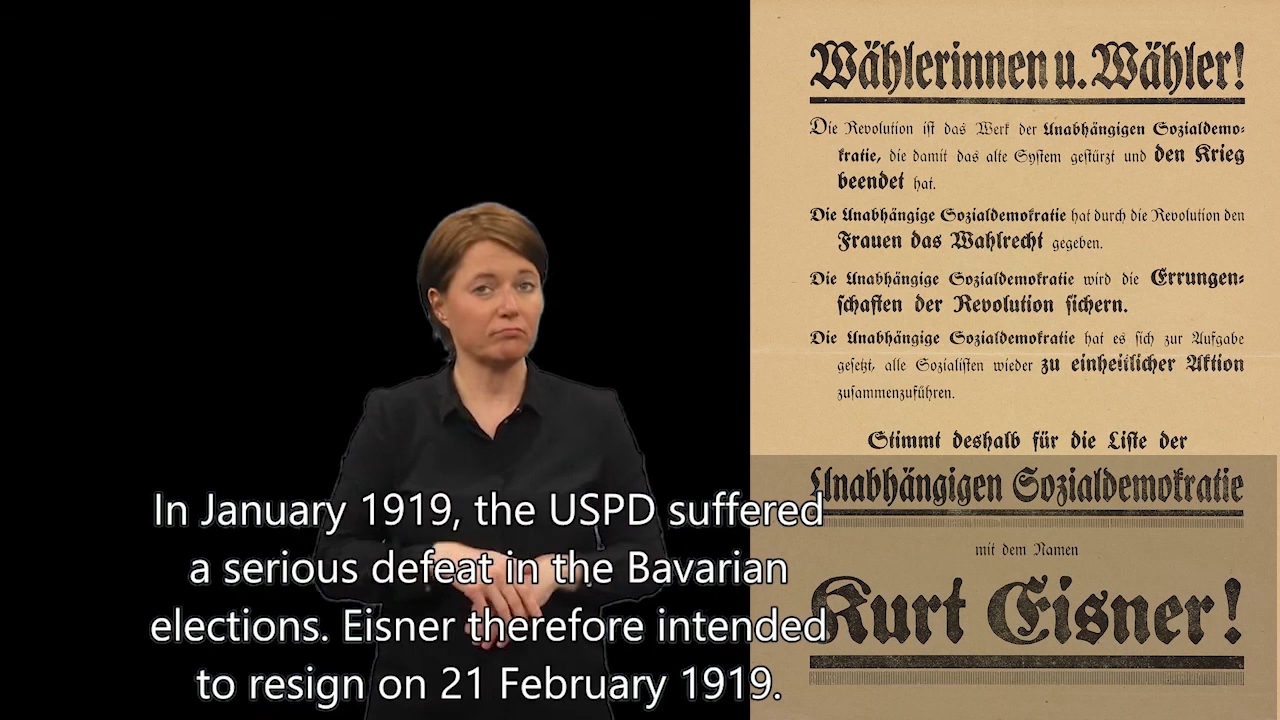 Wählerinnen u. Wähler!
Die Revolution ist das Werk der Unabhängigen Sozialdemo-
kratie, die damit das alte System gestürzt und den Krieg
beendet hat.
Die Unabhängige Sozialdemokratie hat durch die Revolution den
Frauen das Wahlrecht gegeben.
Die Unabhängige Sozialdemokratie wird die Errungen-
schaften der Revolution sichern.
Die Unabhängige Sozialdemokratie hat es sich zur Aufgabe
gesetzt, alle Sozialisten wieder zu einheitlicher Aktion
zusammenzuführen.
Stimmt deshalb für die Liste der
Unabhängigen Sozialdemokratie
mit dem Namen
Kurt Eisner!
In January 1919, the USPD suffered
a serious defeat in the Bavarian
elections. Eisner therefore intended
to resign on 21 February 1919.